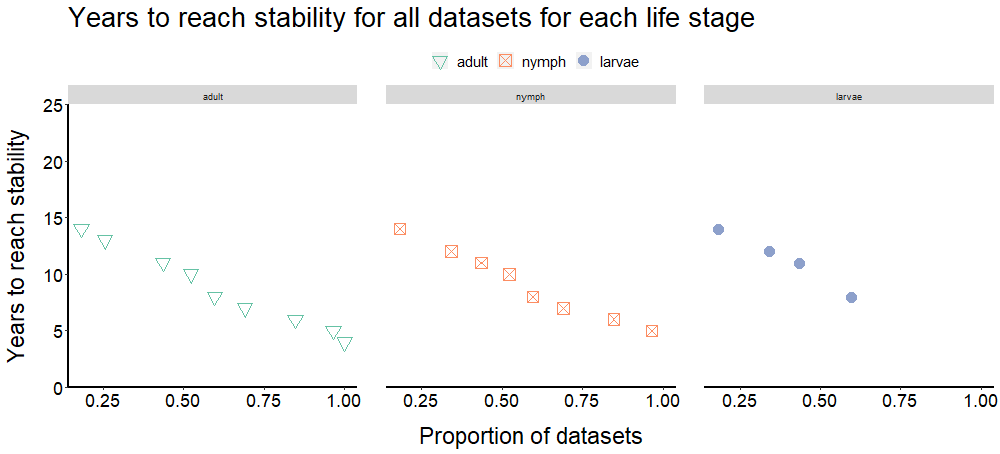 Years to reach stability for all datasets for each life stage
adult nymph larvae
adult nymph larvae
25
20
15
10
5
0
Years to reach stability
0.25 0.50 0.75 1.00 0.25 0.50 0.75 1.00 0.25 0.50 0.75 1.00
Proportion of datasets